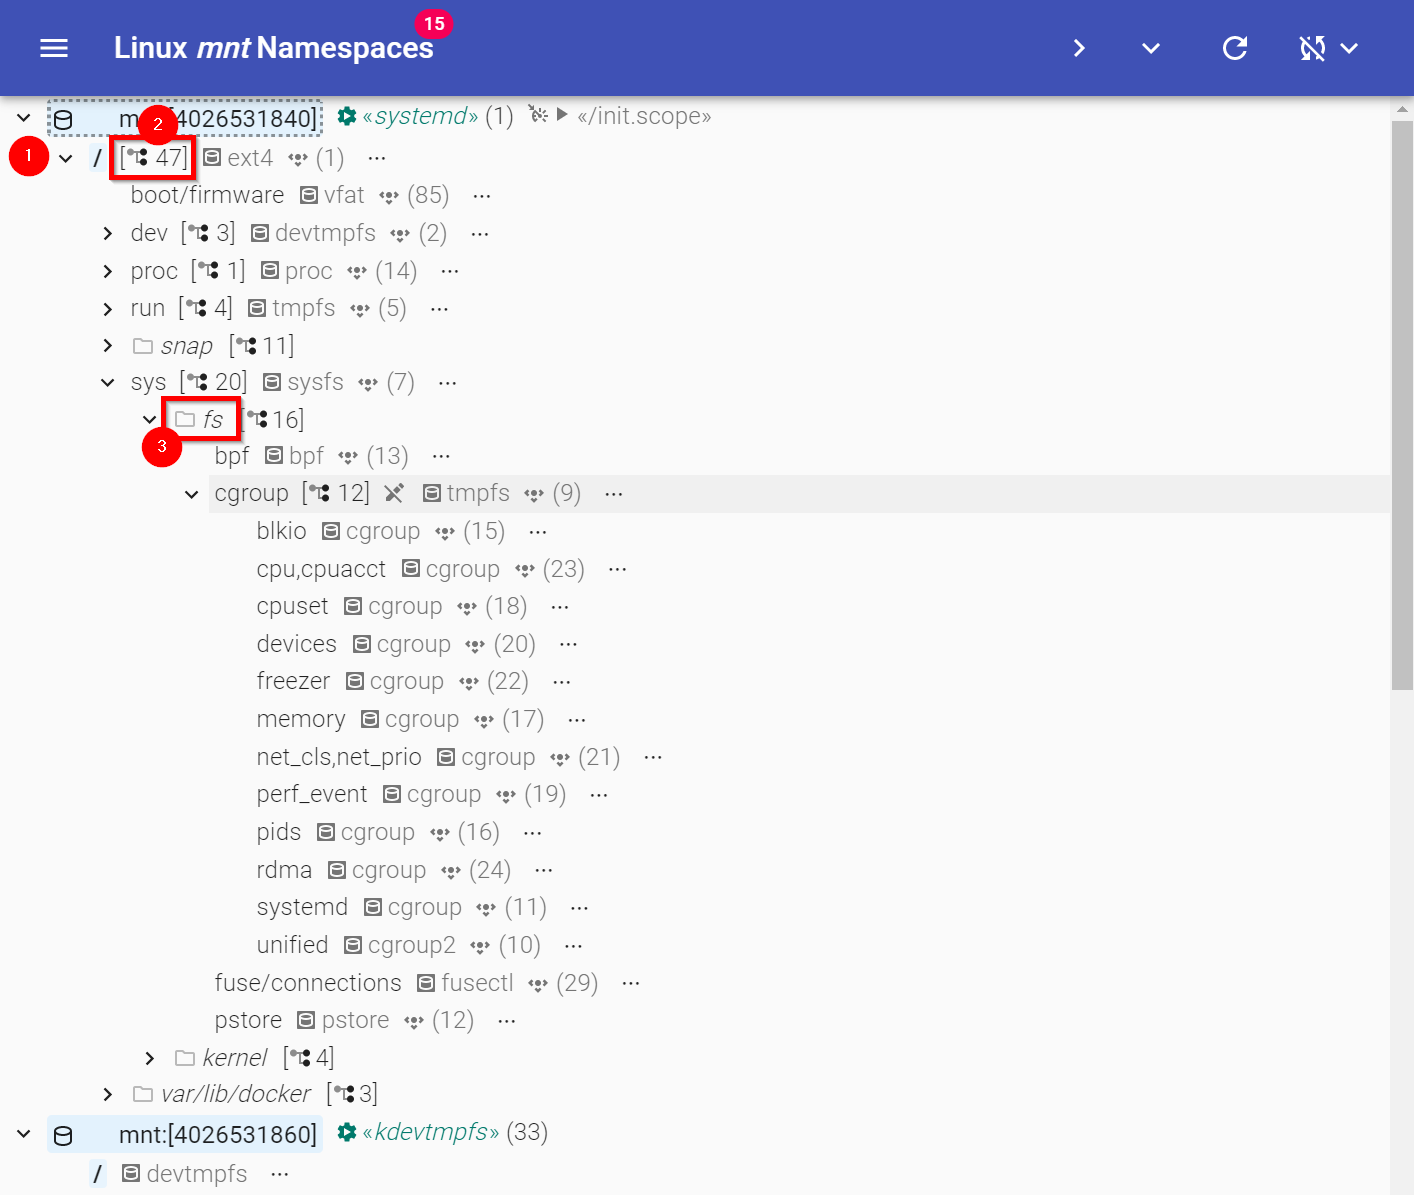 Linux mnt Namespaces 15
mnt:[4026531840] «systemd» (1) «/init.scope»
2
1 / [47] ext4 (1) ...
boot/firmware vfat (85) ...
dev [3] devtmpfs (2) ...
proc [1] proc (14) ...
run [4] tmpfs (5) ...
snap [11]
sys [20] sysfs (7) ...
fs [16]
3
bpf bpf (13) ...
cgroup [12] tmpfs (9) ...
blkio cgroup (15) ...
cpu,cpuacct cgroup (23) ...
cpuset cgroup (18) ...
devices cgroup (20) ...
freezer cgroup (22) ...
memory cgroup (17) ...
net_cls,net_prio cgroup (21) ...
perf_event cgroup (19) ...
pids cgroup (16) ...
rdma cgroup (24) ...
systemd cgroup (11) ...
unified cgroup2 (10) ...
fuse/connections fusectl (29) ...
pstore pstore (12) ...
kernel [4]
var/lib/docker [3]
mnt:[4026531860] «kdevtmpfs» (33)
/ devtmpfs ...